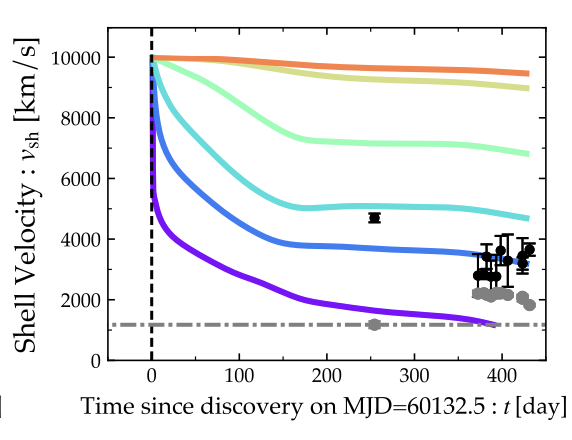 Shell Velocity : v_sh [km/s]
10000
8000
6000
4000
2000
0
0 100 200 300 400
] Time since discovery on MJD=60132.5 : t [day]